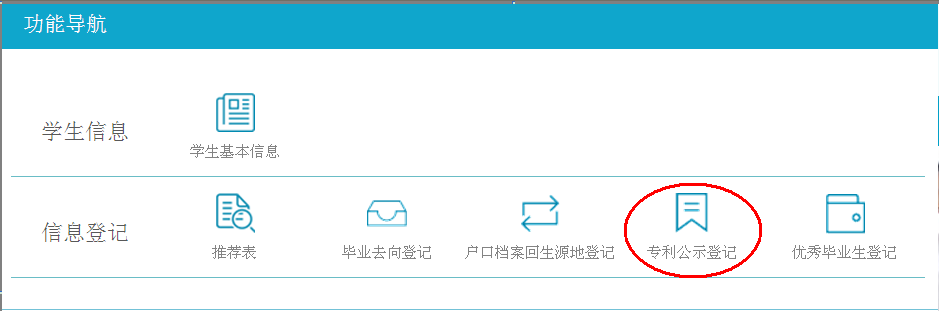 功能导航
学生信息
学生基本信息
信息登记
推荐表
毕业去向登记
户口档案回生源地登记
专利公示登记
优秀毕业生登记